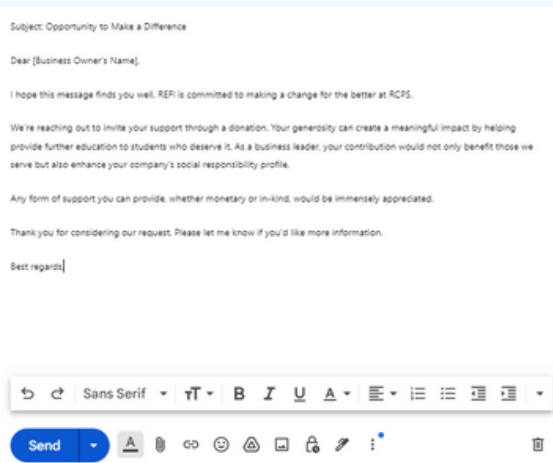 Subject: Opportunity to Make a Difference
Dear [Business Owner's Name],
I hope this message finds you well. REFI is committed to making a change for the better at RCPS.
We're reaching out to invite your support through a donation. Your generosity can create a meaningful impact by helping
provide further education to students who deserve it. As a business leader, your contribution would not only benefit those we
serve but also enhance your company's social responsibility profile.
Any form of support you can provide, whether monetary or in-kind, would be immensely appreciated.
Thank you for considering our request. Please let me know if you'd like more information.
Best regards,
Sans Serif
Send